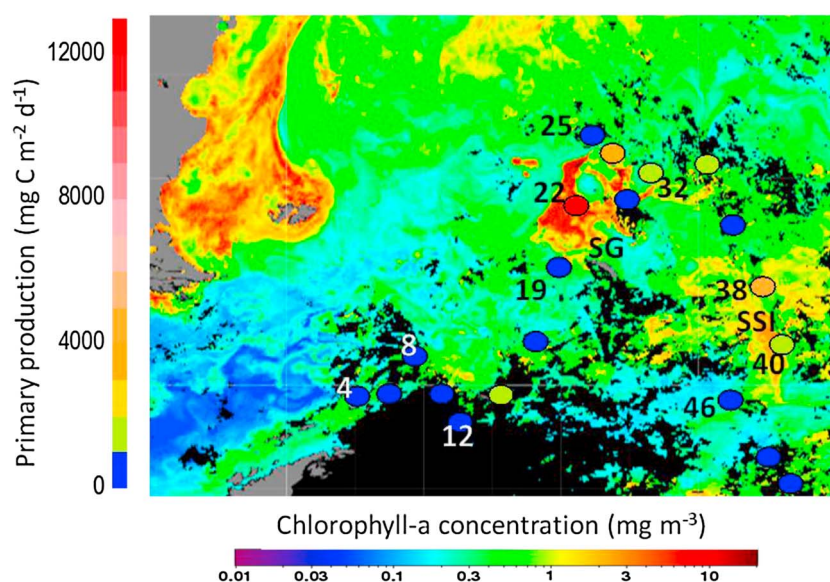 Primary production (mg C m⁻² d⁻¹)
12000
8000
4000
0
25
32
22
SG
19
38
SSI
8
40
4
46
12
Chlorophyll-a concentration (mg m⁻³)
0.01 0.03 0.1 0.3 1 3 10